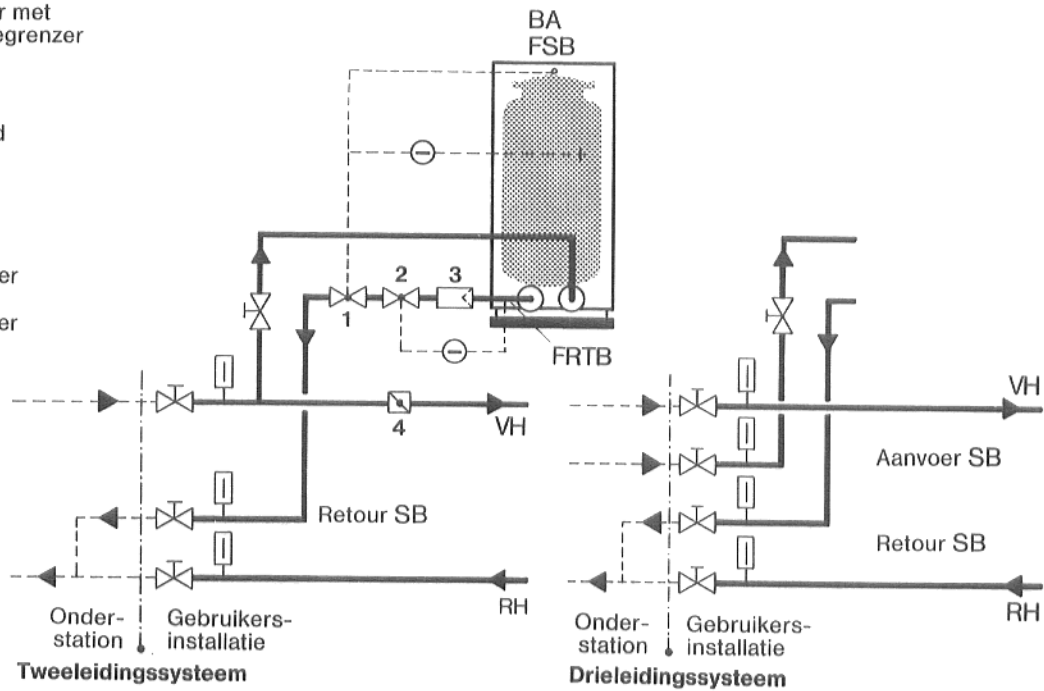 r met
egrenzer
d
er
er
BA
FSB
1
2
3
FRTB
4
VH
Retour SB
RH
Onder-
station
Gebruikers-
installatie
Tweeleidingssysteem
VH
Aanvoer SB
Retour SB
RH
Onder-
station
Gebruikers-
installatie
Drieleidingssysteem